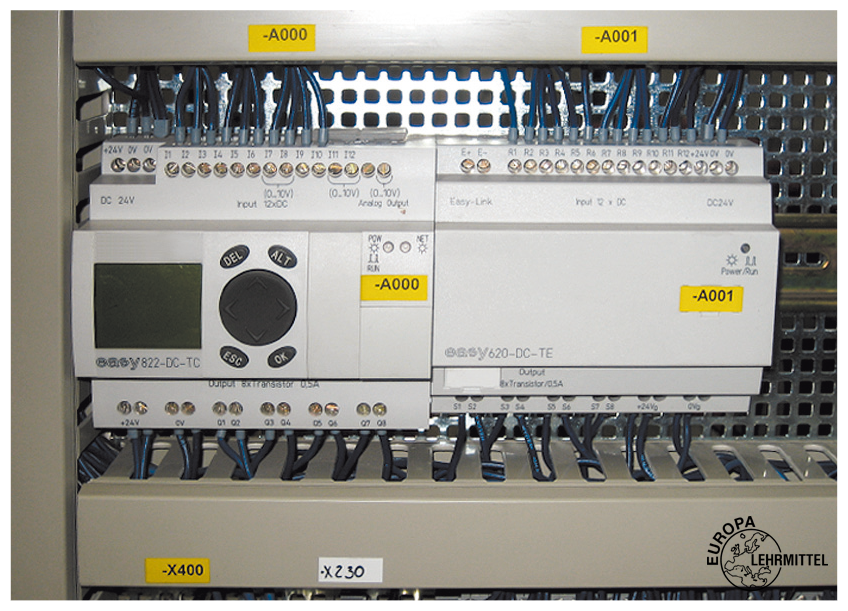 -A000
-A001
+24V 0V 0V
I1 I2 I3 I4 I5 I6 I7 I8 I9 I10 I11 I12
(0...10V) (0...10V) (0...10V)
DC 24V
Input 12xDC
Analog Output
E+ E-
R1 R2 R3 R4 R5 R6 R7 R8 R9 R10 R11 R12 +24V 0V 0V
Easy-Link
Input 12 x DC
DC24V
DEL
ALT
ESC
OK
POW
RUN
NET
-A000
easy822-DC-TC
Power/Run
-A001
easy620-DC-TE
Output 8xTransistor 0,5A
+24V 0V Q1 Q2 Q3 Q4 Q5 Q6 Q7 Q8
Output
8xTransistor/0,5A
S1 S2 S3 S4 S5 S6 S7 S8 +24VQ 0VQ
-X400
-X230
EUROPA
LEHRMITTEL